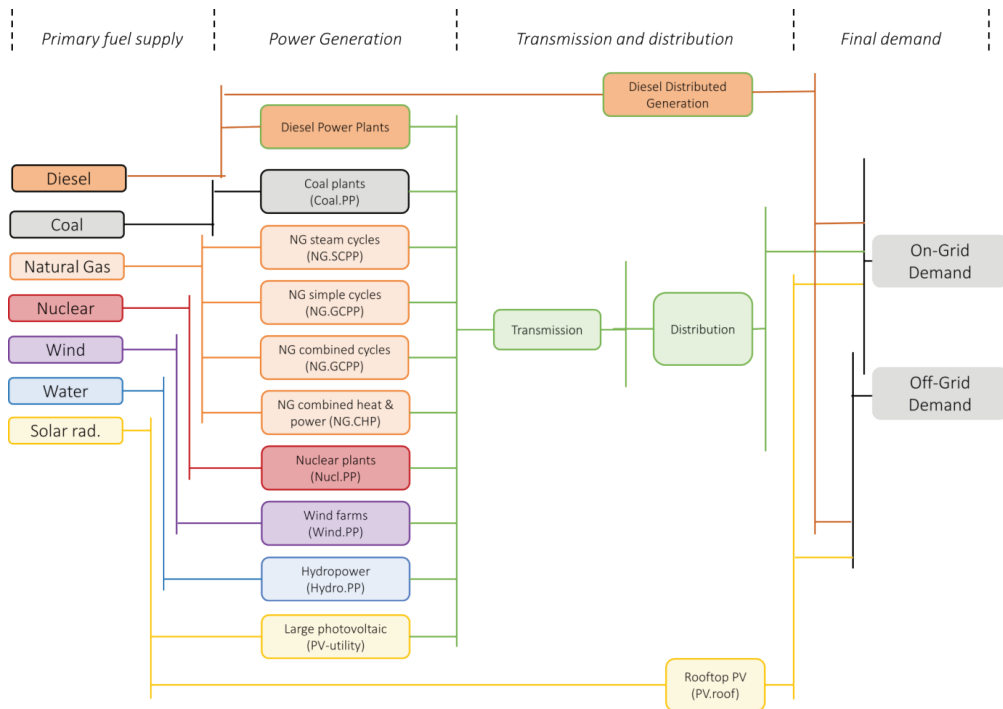 Primary fuel supply
Power Generation
Transmission and distribution
Final demand
Diesel Distributed
Generation
Diesel Power Plants
Diesel
Coal plants
(Coal.PP)
Coal
NG steam cycles
(NG.SCPP)
On-Grid
Demand
Natural Gas
NG simple cycles
(NG.GCPP)
Nuclear
Transmission
Distribution
Wind
NG combined cycles
(NG.GCPP)
Water
Off-Grid
Demand
NG combined heat &
power (NG.CHP)
Solar rad.
Nuclear plants
(Nucl.PP)
Wind farms
(Wind.PP)
Hydropower
(Hydro.PP)
Large photovoltaic
(PV-utility)
Rooftop PV
(PV.roof)